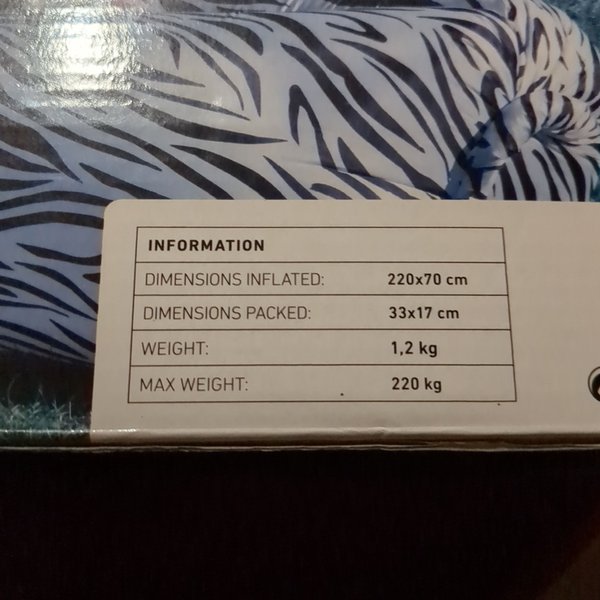 INFORMATION
DIMENSIONS INFLATED: 220x70 cm
DIMENSIONS PACKED: 33x17 cm
WEIGHT: 1,2 kg
MAX WEIGHT: 220 kg